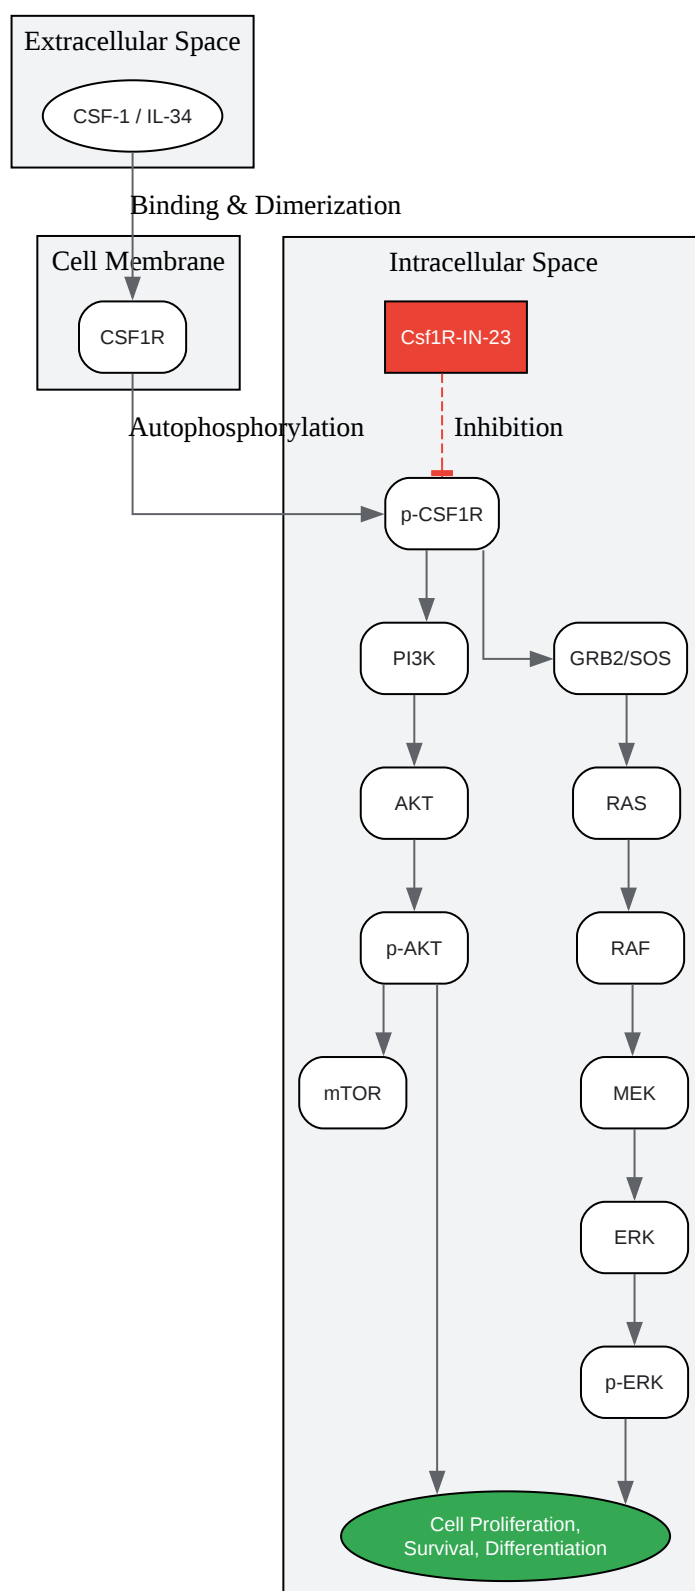 Extracellular Space
CSF-1 / IL-34
Binding & Dimerization
Cell Membrane
CSF1R
Autophosphorylation
Intracellular Space
Csf1R-IN-23
Inhibition
p-CSF1R
PI3K
GRB2/SOS
AKT
RAS
p-AKT
RAF
mTOR
MEK
ERK
p-ERK
Cell Proliferation,
Survival, Differentiation